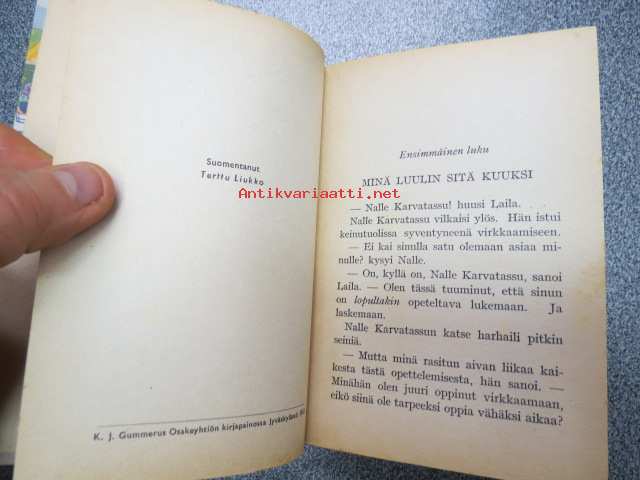 Suomentanut
Terttu Liukko
K. J. Gummerus Osakeyhtiön kirjapainossa Jyväskylässä
Antikvariaatti.net
Ensimmäinen luku
MINÄ LUULIN SITÄ KUUKSI
— Nalle Karvatassu! huusi Laila.
Nalle Karvatassu vilkaisi ylös. Hän istui
keinutuolissa syventyneenä virkkaamiseen.
— Ei kai sinulla satu olemaan asiaa mi-
nulle? kysyi Nalle.
— On, kyllä on, Nalle Karvatassu, sanoi
Laila. — Olen tässä tuuminut, että sinun
on lopultakin opeteltava lukemaan. Ja
laskemaan.
Nalle Karvatassun katse harhaili pitkin
seiniä.
— Mutta minä rasitun aivan liikaa kai-
kesta tästä opettelemisesta, hän sanoi. —
Minähän olen juuri oppinut virkkaamaan,
eikö siinä ole tarpeeksi oppia vähäksi aikaa?